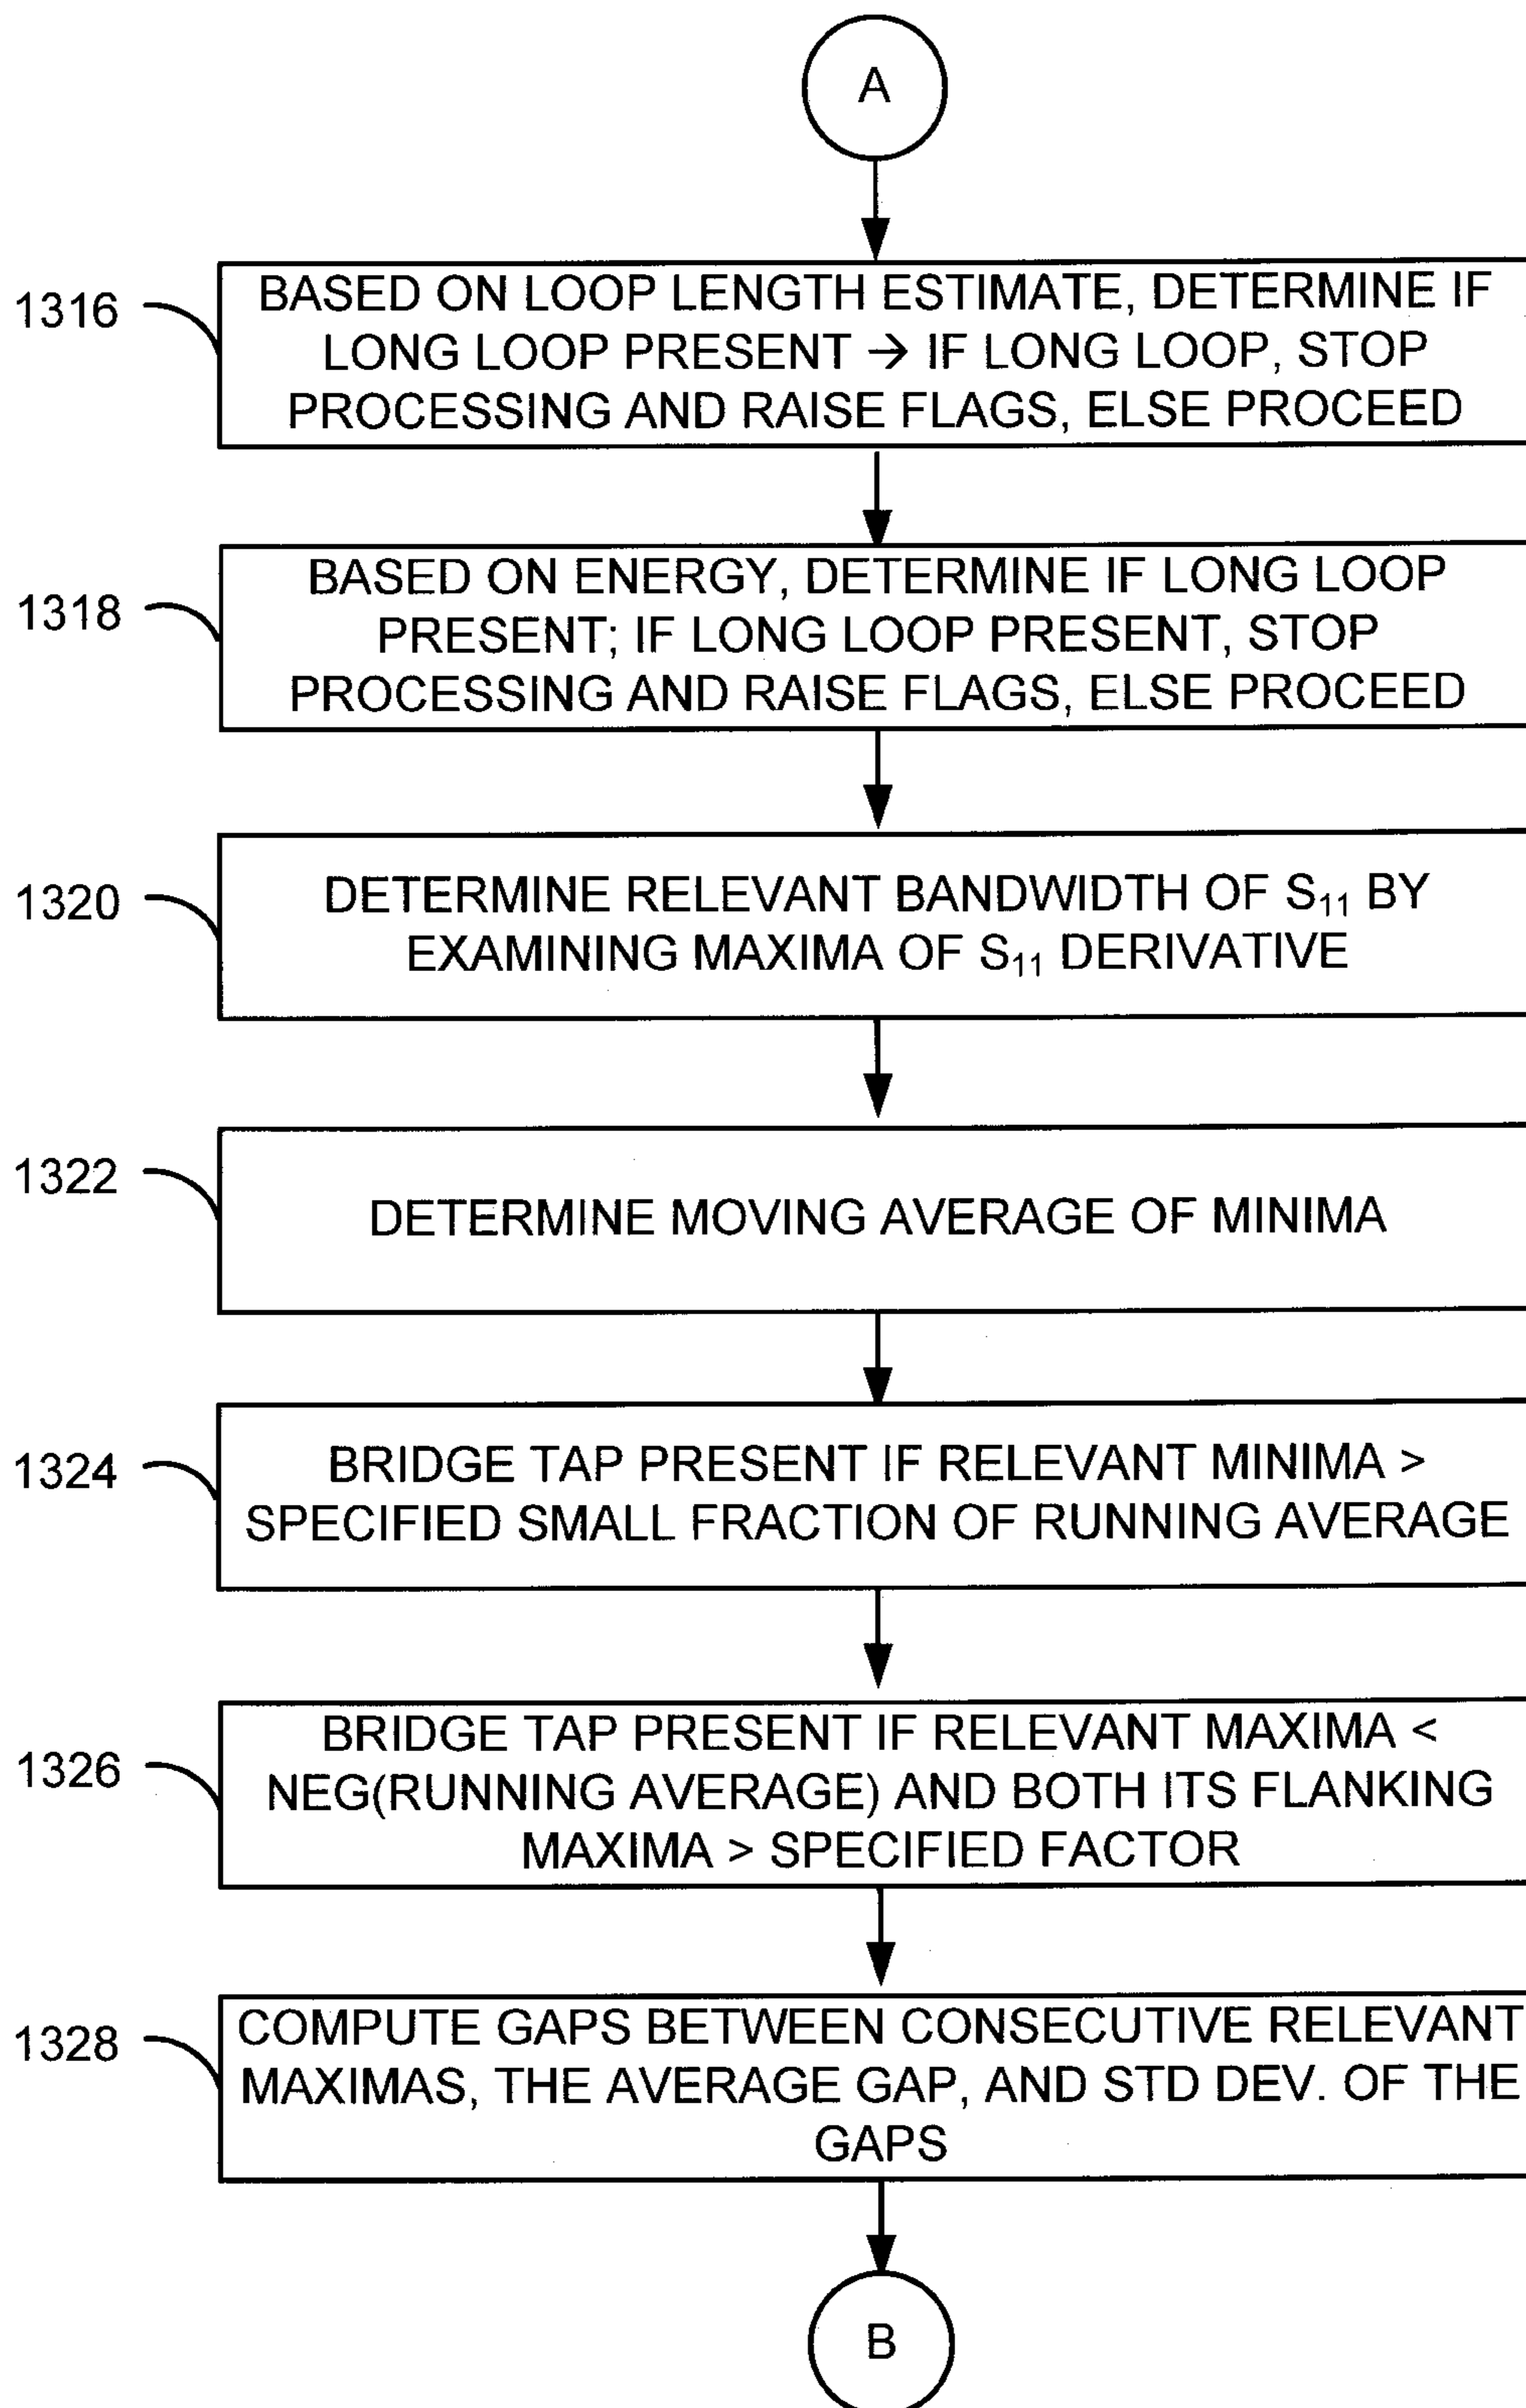 A
1316
BASED ON LOOP LENGTH ESTIMATE, DETERMINE IF
LONG LOOP PRESENT → IF LONG LOOP, STOP
PROCESSING AND RAISE FLAGS, ELSE PROCEED
1318
BASED ON ENERGY, DETERMINE IF LONG LOOP
PRESENT; IF LONG LOOP PRESENT, STOP
PROCESSING AND RAISE FLAGS, ELSE PROCEED
1320
DETERMINE RELEVANT BANDWIDTH OF S₁₁ BY
EXAMINING MAXIMA OF S₁₁ DERIVATIVE
1322
DETERMINE MOVING AVERAGE OF MINIMA
1324
BRIDGE TAP PRESENT IF RELEVANT MINIMA >
SPECIFIED SMALL FRACTION OF RUNNING AVERAGE
1326
BRIDGE TAP PRESENT IF RELEVANT MAXIMA <
NEG(RUNNING AVERAGE) AND BOTH ITS FLANKING
MAXIMA > SPECIFIED FACTOR
1328
COMPUTE GAPS BETWEEN CONSECUTIVE RELEVANT
MAXIMAS, THE AVERAGE GAP, AND STD DEV. OF THE
GAPS
B